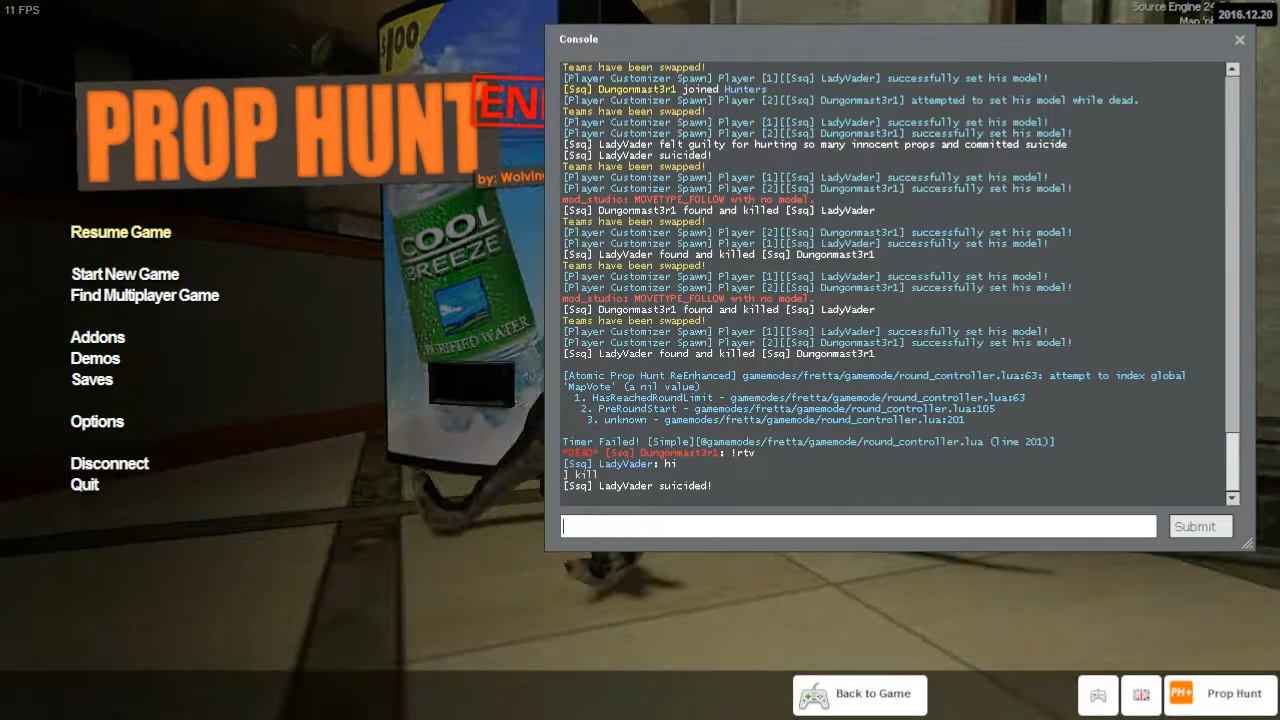 11 FPS
Source Engine 24
Map 'ph
2016.12.20
$1.00
PROP HUNT
EN
by: Wolvin
COOL
BREEZE
PURIFIED WATER
Resume Game
Start New Game
Find Multiplayer Game
Addons
Demos
Saves
Options
Disconnect
Quit
Console
Teams have been swapped!
[Player Customizer Spawn] Player [1][[Ssq] LadyVader] successfully set his model!
[Ssq] Dungonmast3r1 joined Hunters
[Player Customizer Spawn] Player [2][[Ssq] Dungonmast3r1] attempted to set his model while dead.
Teams have been swapped!
[Player Customizer Spawn] Player [1][[Ssq] LadyVader] successfully set his model!
[Player Customizer Spawn] Player [2][[Ssq] Dungonmast3r1] successfully set his model!
[Ssq] LadyVader felt guilty for hurting so many innocent props and committed suicide
[Ssq] LadyVader suicided!
Teams have been swapped!
[Player Customizer Spawn] Player [1][[Ssq] LadyVader] successfully set his model!
[Player Customizer Spawn] Player [2][[Ssq] Dungonmast3r1] successfully set his model!
mod_studio: MOVETYPE_FOLLOW with no model.
[Ssq] Dungonmast3r1 found and killed [Ssq] LadyVader
Teams have been swapped!
[Player Customizer Spawn] Player [2][[Ssq] Dungonmast3r1] successfully set his model!
[Player Customizer Spawn] Player [1][[Ssq] LadyVader] successfully set his model!
[Ssq] LadyVader found and killed [Ssq] Dungonmast3r1
Teams have been swapped!
[Player Customizer Spawn] Player [1][[Ssq] LadyVader] successfully set his model!
[Player Customizer Spawn] Player [2][[Ssq] Dungonmast3r1] successfully set his model!
mod_studio: MOVETYPE_FOLLOW with no model.
[Ssq] Dungonmast3r1 found and killed [Ssq] LadyVader
Teams have been swapped!
[Player Customizer Spawn] Player [1][[Ssq] LadyVader] successfully set his model!
[Player Customizer Spawn] Player [2][[Ssq] Dungonmast3r1] successfully set his model!
[Ssq] LadyVader found and killed [Ssq] Dungonmast3r1
[Atomic Prop Hunt ReEnhanced] gamemodes/fretta/gamemode/round_controller.lua:63: attempt to index global
'MapVote' (a nil value)
1. HasReachedRoundLimit - gamemodes/fretta/gamemode/round_controller.lua:63
2. PreRoundStart - gamemodes/fretta/gamemode/round_controller.lua:105
3. unknown - gamemodes/fretta/gamemode/round_controller.lua:201
Timer Failed! [Simple][@gamemodes/fretta/gamemode/round_controller.lua (line 201)]
*DEAD* [Ssq] Dungonmast3r1: !rtv
[Ssq] LadyVader: hi
] kill
[Ssq] LadyVader suicided!
Submit
Back to Game
PH+
Prop Hunt